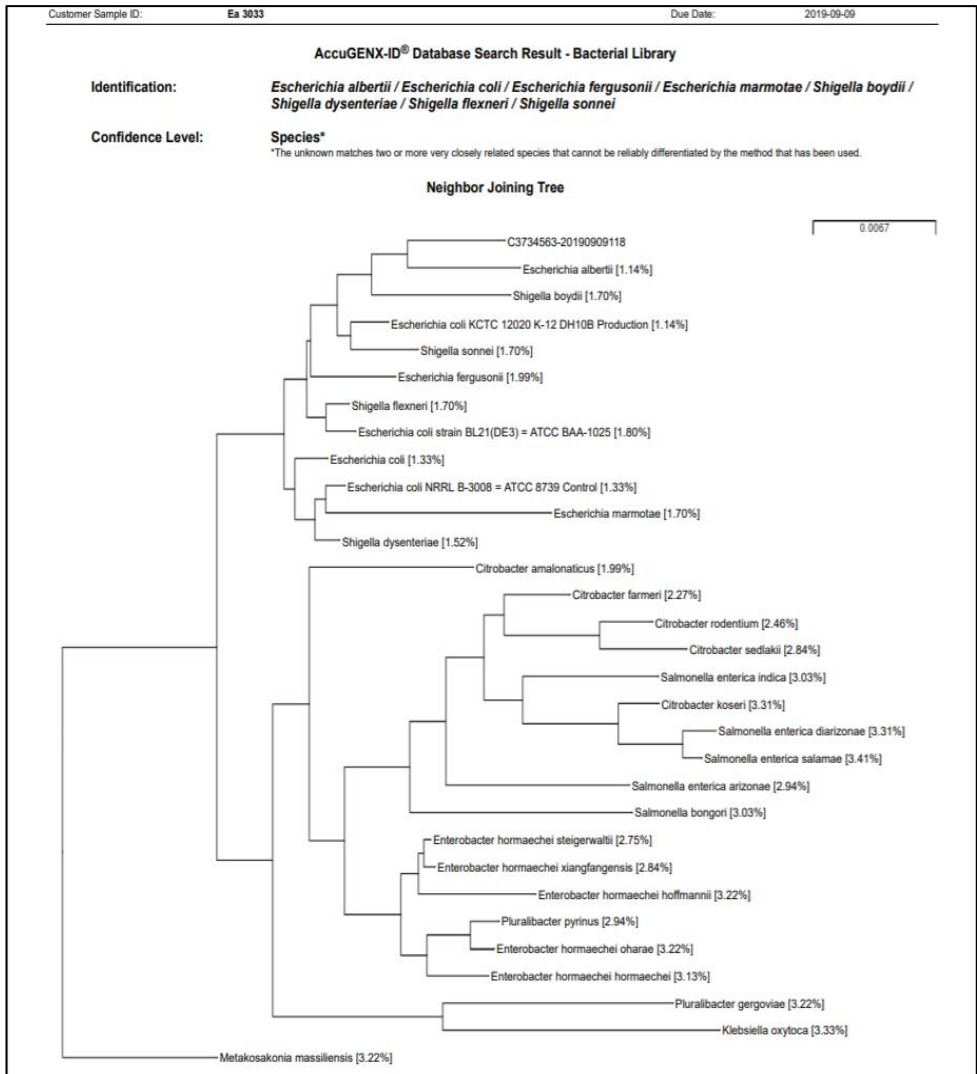 Customer Sample ID: Ea 3033 Due Date: 2019-09-09
AccuGENX-ID® Database Search Result - Bacterial Library
Identification: Escherichia albertii / Escherichia coli / Escherichia fergusonii / Escherichia marmotae / Shigella boydii /
Shigella dysenteriae / Shigella flexneri / Shigella sonnei
Confidence Level: Species*
*The unknown matches two or more very closely related species that cannot be reliably differentiated by the method that has been used.
Neighbor Joining Tree
0.0067
C3734563-20190909118
Escherichia albertii [1.14%]
Shigella boydii [1.70%]
Escherichia coli KCTC 12020 K-12 DH10B Production [1.14%]
Shigella sonnei [1.70%]
Escherichia fergusonii [1.99%]
Shigella flexneri [1.70%]
Escherichia coli strain BL21(DE3) = ATCC BAA-1025 [1.80%]
Escherichia coli [1.33%]
Escherichia coli NRRL B-3008 = ATCC 8739 Control [1.33%]
Escherichia marmotae [1.70%]
Shigella dysenteriae [1.52%]
Citrobacter amalonaticus [1.99%]
Citrobacter farmeri [2.27%]
Citrobacter rodentium [2.46%]
Citrobacter sedlakii [2.84%]
Salmonella enterica indica [3.03%]
Citrobacter koseri [3.31%]
Salmonella enterica diarizonae [3.31%]
Salmonella enterica salamae [3.41%]
Salmonella enterica arizonae [2.94%]
Salmonella bongori [3.03%]
Enterobacter hormaechei steigerwaltii [2.75%]
Enterobacter hormaechei xiangfangensis [2.84%]
Enterobacter hormaechei hoffmannii [3.22%]
Pluralibacter pyrinus [2.94%]
Enterobacter hormaechei oharae [3.22%]
Enterobacter hormaechei hormaechei [3.13%]
Pluralibacter gergoviae [3.22%]
Klebsiella oxytoca [3.33%]
Metakosakonia massiliensis [3.22%]